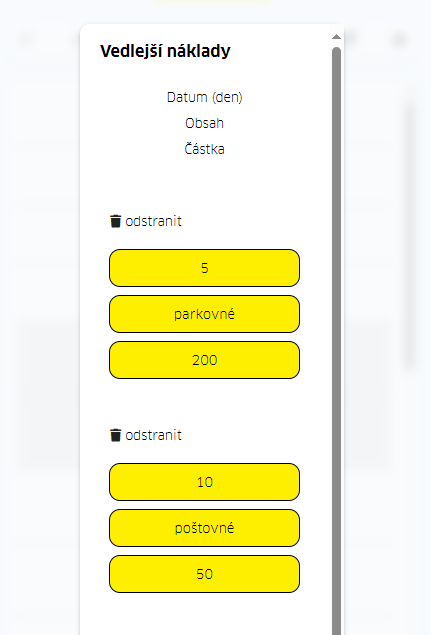 Vedlejší náklady
Datum (den)
Obsah
Částka
odstranit
5
parkovné
200
odstranit
10
poštovné
50